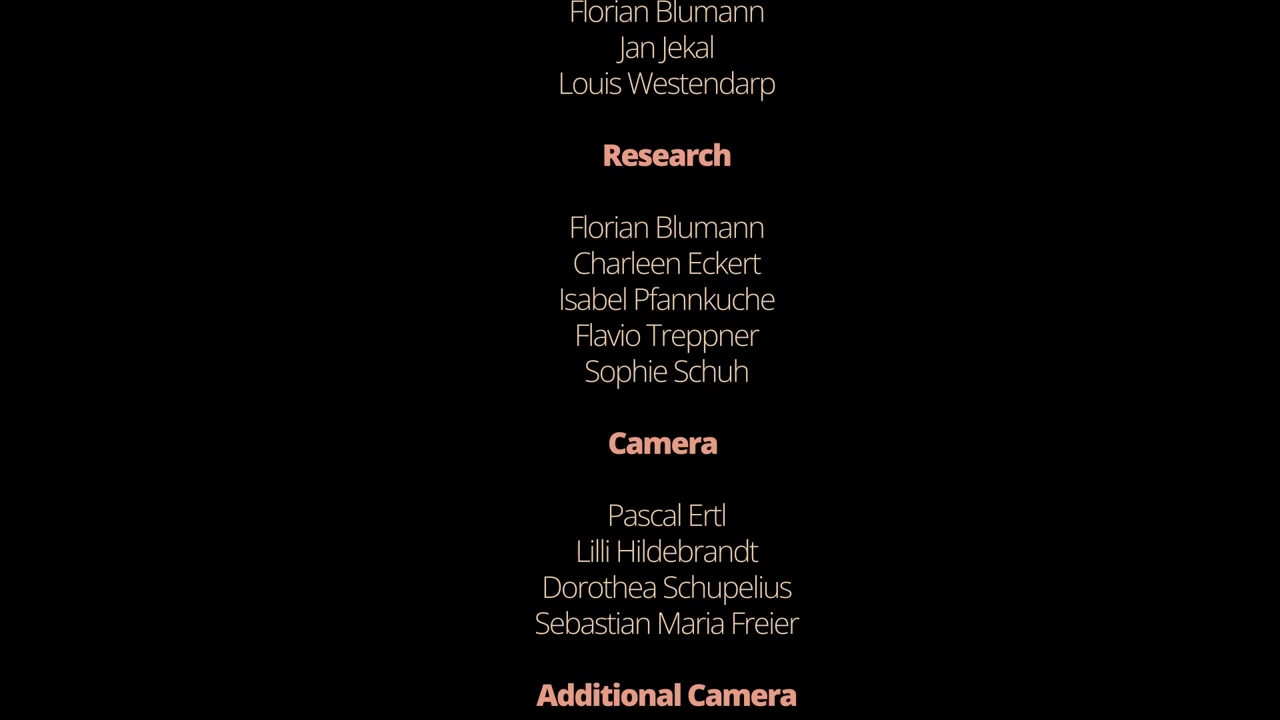 Florian Blumann
Jan Jekal
Louis Westendarp
Research
Florian Blumann
Charleen Eckert
Isabel Pfannkuche
Flavio Treppner
Sophie Schuh
Camera
Pascal Ertl
Lilli Hildebrandt
Dorothea Schupelius
Sebastian Maria Freier
Additional Camera